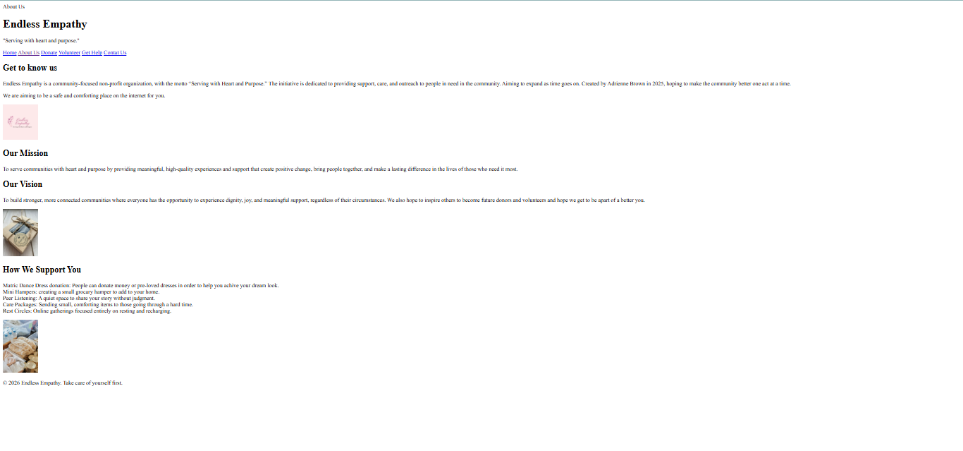 About Us
Endless Empathy
"Serving with heart and purpose."
Home About Us Donate Volunteer Get Help Contat Us
Get to know us
Endless Empathy is a community-focused non-profit organization, with the motto "Serving with Heart and Purpose." The initiative is dedicated to providing support, care, and outreach to people in need in the community. Aiming to expand as time goes on. Created by Adrienne Brown in 2025, hoping to make the community better one act at a time.
We are aiming to be a safe and comforting place on the internet for you.
Endless
Empathy
Our Mission
To serve communities with heart and purpose by providing meaningful, high-quality experiences and support that create positive change, bring people together, and make a lasting difference in the lives of those who need it most.
Our Vision
To build stronger, more connected communities where everyone has the opportunity to experience dignity, joy, and meaningful support, regardless of their circumstances. We also hope to inspire others to become future donors and volunteers and hope we get to be apart of a better you.
How We Support You
Matric Dance Dress donation: People can donate money or pre-loved dresses in order to help you achive your dream look.
Mini Hampers: creating a small grocery hamper to add to your home.
Peer Listening: A quiet space to share your story without judgment.
Care Packages: Sending small, comforting items to those going through a hard time.
Rest Circles: Online gatherings focused entirely on resting and recharging.
© 2026 Endless Empathy. Take care of yourself first.